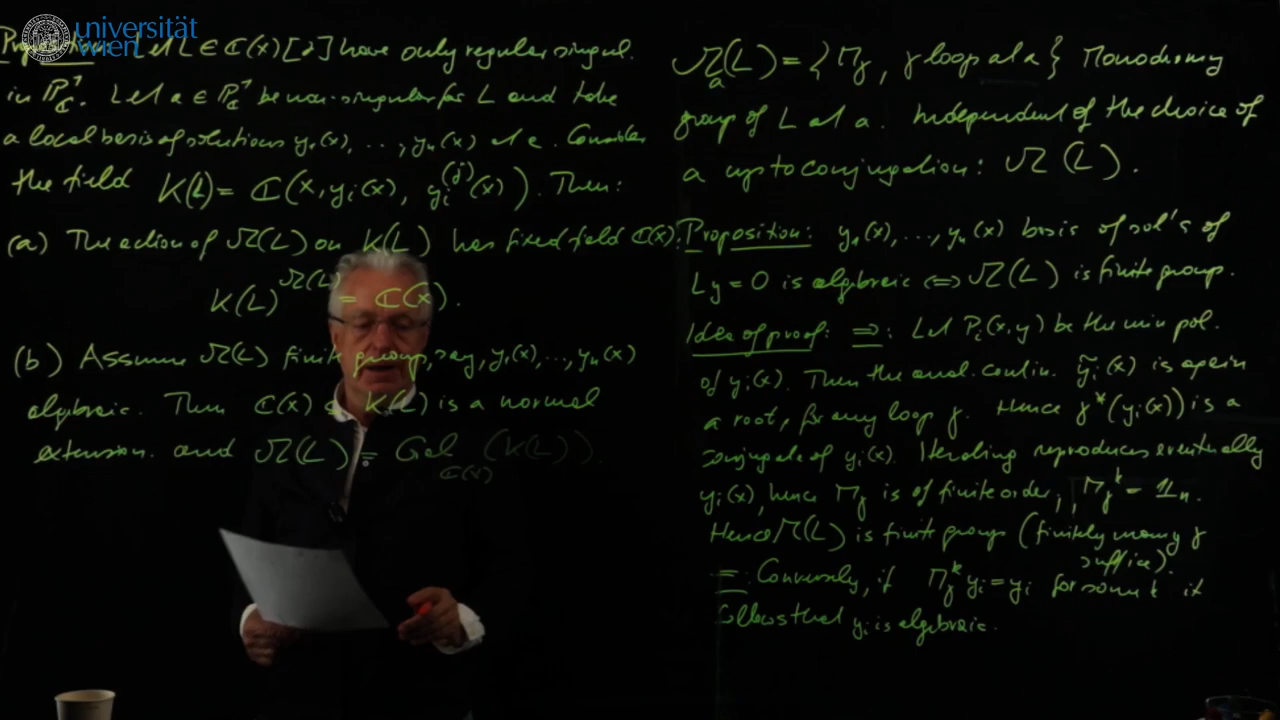 universität
wien
Proposition: Let L ∈ ℂ(x)[∂] have only regular singul.
in ℙ¹_ℂ. Let a ∈ ℙ¹_ℂ be non-singular for L and take
a local basis of solutions y₁(x), ..., yₙ(x) at a. Consider
the field K(L) = ℂ(x, yᵢ(x), yᵢ⁽ʲ⁾(x)). Then:
(a) The action of 𝓜(L) on K(L) has fixed field ℂ(x):
K(L)^𝓜(L) = ℂ(x).
(b) Assume 𝓜(L) finite group, say, y₁(x), ..., yₙ(x)
algebraic. Then ℂ(x) ⊂ K(L) is a normal
extension and 𝓜(L) = Gal_ℂ(x) (K(L)).
𝓜ₐ(L) = {M_γ, γ loop at a} Monodromy
group of L at a. Independent of the choice of
a up to conjugation: 𝓜(L).
Proposition: y₁(x), ..., yₙ(x) basis of sol's of
Ly = 0 is algebraic ⇔ 𝓜(L) is finite group.
Idea of proof: ⇒: Let Pᵢ(x,y) be the min pol.
of yᵢ(x). Then the anal. contin. ỹᵢ(x) is again
a root, for any loop γ. Hence γ*(yᵢ(x)) is a
conjugate of yᵢ(x). Iterating reproduces eventually
yᵢ(x), hence M_γ is of finite order, M_γᵏ = 𝟙ₙ.
Hence M(L) is finite group (finitely many γ
suffice).
⇐: Conversely, if M_γᵏ yᵢ = yᵢ for some k it
follows that yᵢ is algebraic.